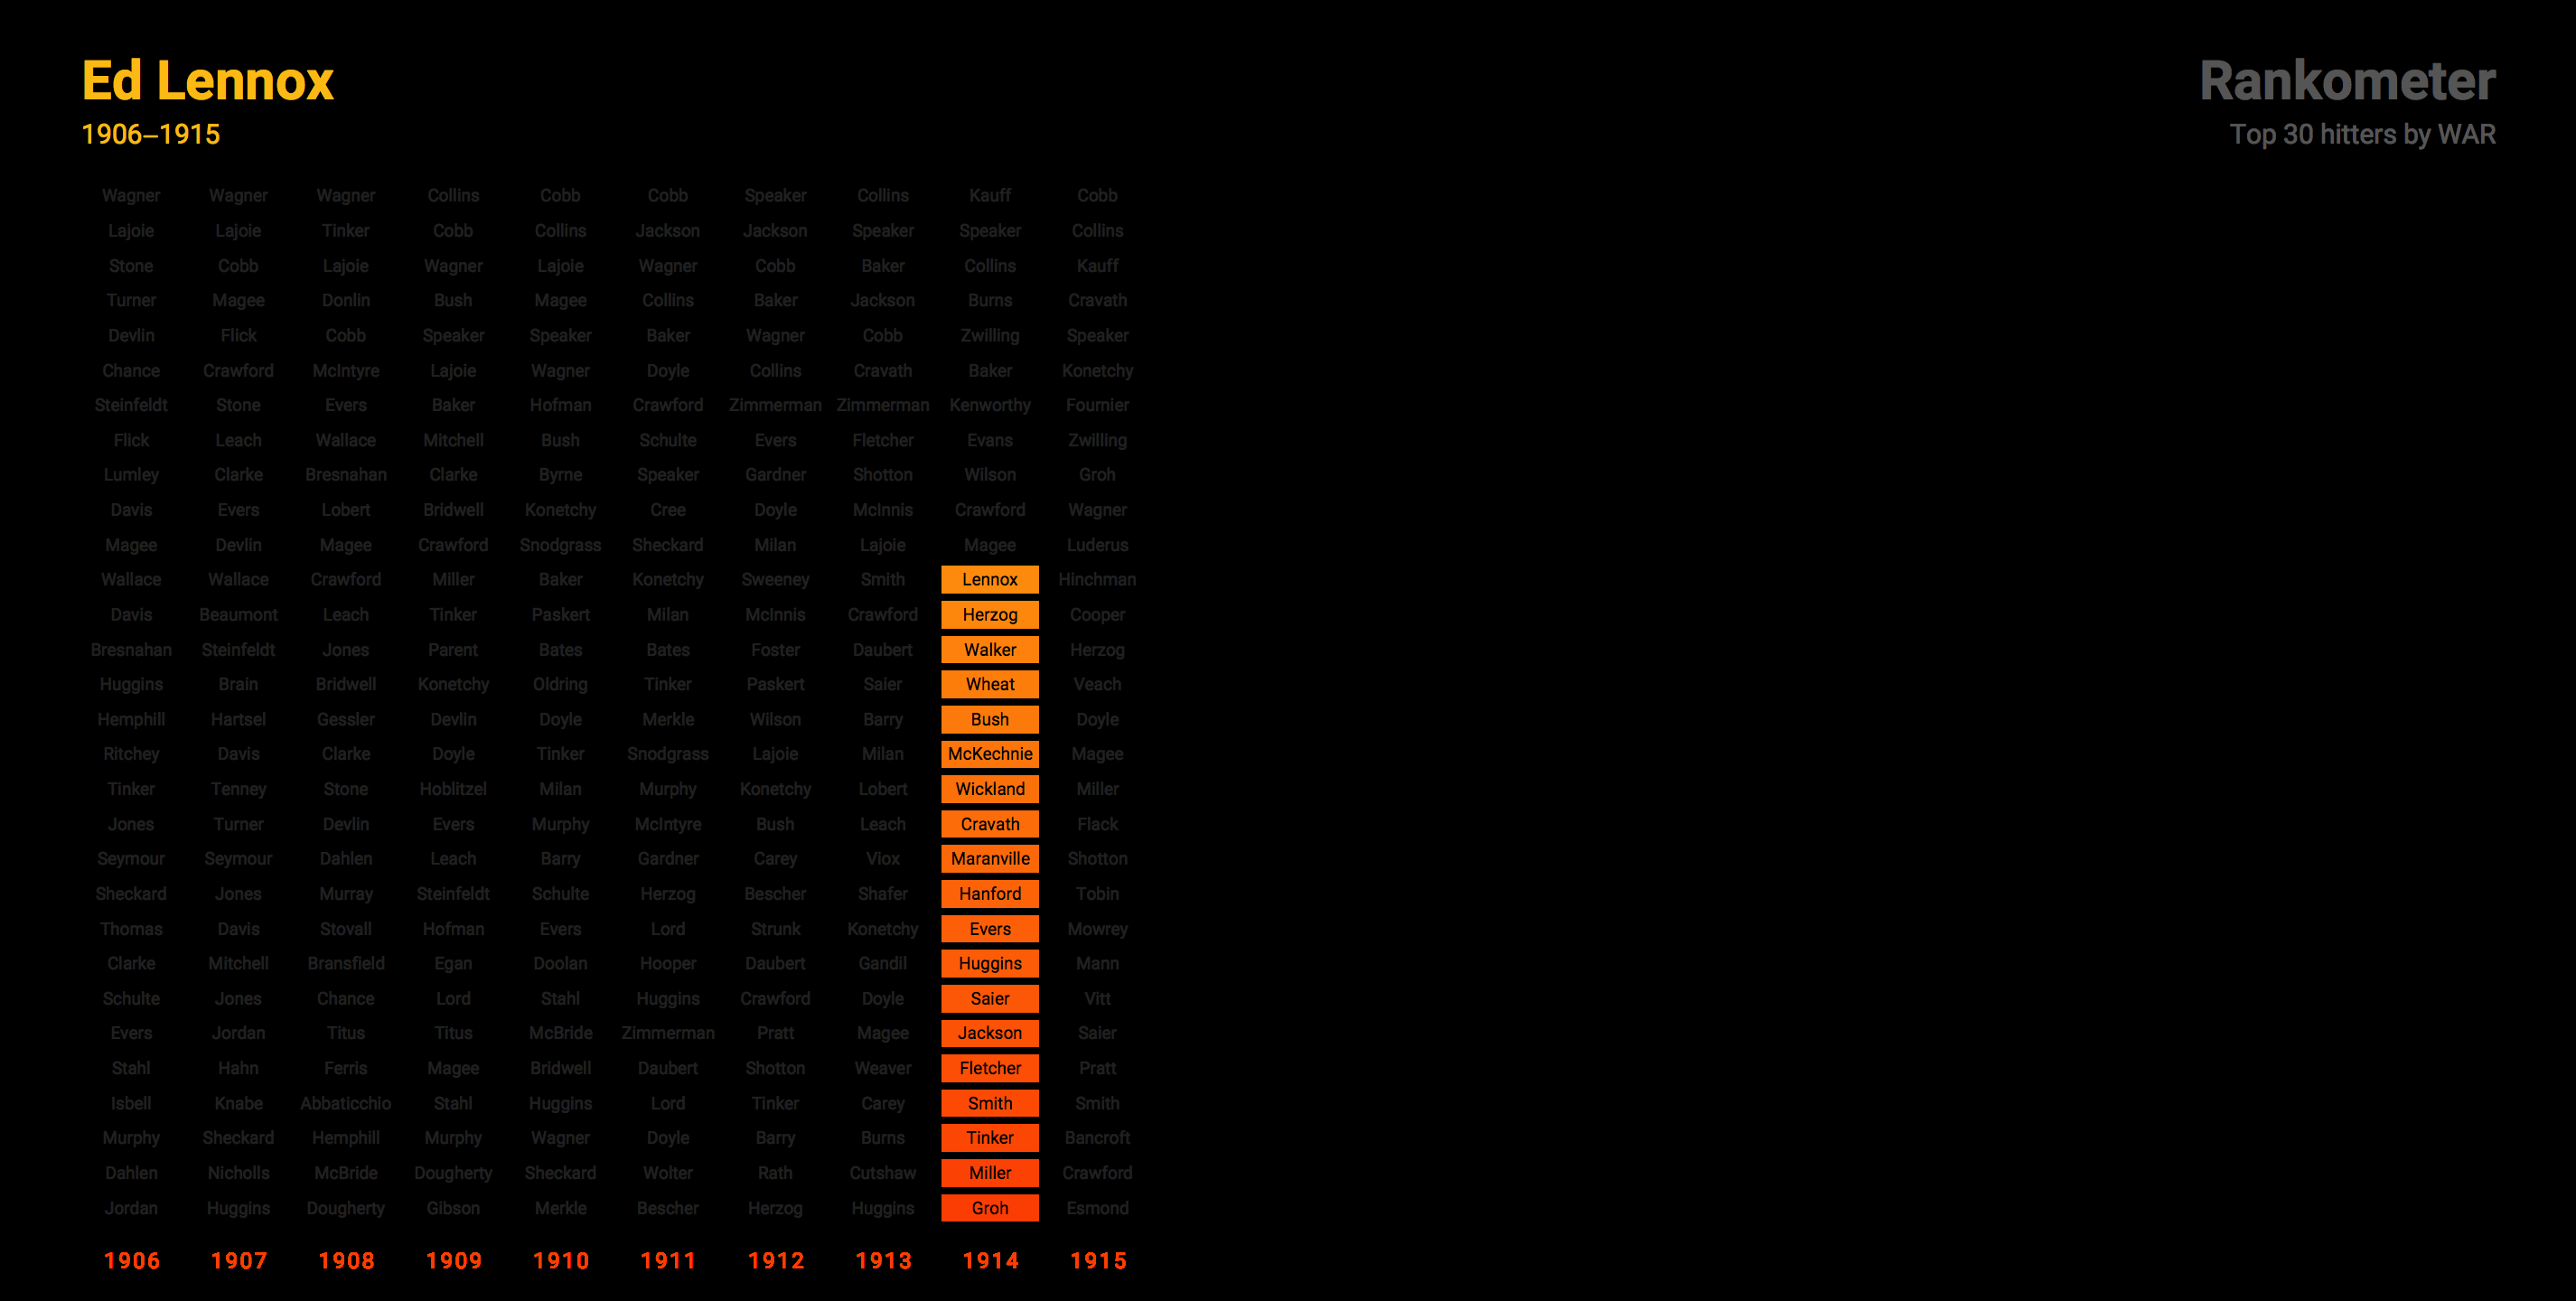 Ed Lennox
1906–1915
Rankometer
Top 30 hitters by WAR
Wagner Wagner Wagner Collins Cobb Cobb Speaker Collins Kauff Cobb
Lajoie Lajoie Tinker Cobb Collins Jackson Jackson Speaker Speaker Collins
Stone Cobb Lajoie Wagner Lajoie Wagner Cobb Baker Collins Kauff
Turner Magee Donlin Bush Magee Collins Baker Jackson Burns Cravath
Devlin Flick Cobb Speaker Speaker Baker Wagner Cobb Zwilling Speaker
Chance Crawford McIntyre Lajoie Wagner Doyle Collins Cravath Baker Konetchy
Steinfeldt Stone Evers Baker Hofman Crawford Zimmerman Zimmerman Kenworthy Fournier
Flick Leach Wallace Mitchell Bush Schulte Evers Fletcher Evans Zwilling
Lumley Clarke Bresnahan Clarke Byrne Speaker Gardner Shotton Wilson Groh
Davis Evers Lobert Bridwell Konetchy Cree Doyle McInnis Crawford Wagner
Magee Devlin Magee Crawford Snodgrass Sheckard Milan Lajoie Magee Luderus
Wallace Wallace Crawford Miller Baker Konetchy Sweeney Smith Lennox Hinchman
Davis Beaumont Leach Tinker Paskert Milan McInnis Crawford Herzog Cooper
Bresnahan Steinfeldt Jones Parent Bates Bates Foster Daubert Walker Herzog
Huggins Brain Bridwell Konetchy Oldring Tinker Paskert Saier Wheat Veach
Hemphill Hartsel Gessler Devlin Doyle Merkle Wilson Barry Bush Doyle
Ritchey Davis Clarke Doyle Tinker Snodgrass Lajoie Milan McKechnie Magee
Tinker Tenney Stone Hoblitzel Milan Murphy Konetchy Lobert Wickland Miller
Jones Turner Devlin Evers Murphy McIntyre Bush Leach Cravath Flack
Seymour Seymour Dahlen Leach Barry Gardner Carey Viox Maranville Shotton
Sheckard Jones Murray Steinfeldt Schulte Herzog Bescher Shafer Hanford Tobin
Thomas Davis Stovall Hofman Evers Lord Strunk Konetchy Evers Mowrey
Clarke Mitchell Bransfield Egan Doolan Hooper Daubert Gandil Huggins Mann
Schulte Jones Chance Lord Stahl Huggins Crawford Doyle Saier Vitt
Evers Jordan Titus Titus McBride Zimmerman Pratt Magee Jackson Saier
Stahl Hahn Ferris Magee Bridwell Daubert Shotton Weaver Fletcher Pratt
Isbell Knabe Abbaticchio Stahl Huggins Lord Tinker Carey Smith Smith
Murphy Sheckard Hemphill Murphy Wagner Doyle Barry Burns Tinker Bancroft
Dahlen Nicholls McBride Dougherty Sheckard Wolter Rath Cutshaw Miller Crawford
Jordan Huggins Dougherty Gibson Merkle Bescher Herzog Huggins Groh Esmond
1906 1907 1908 1909 1910 1911 1912 1913 1914 1915